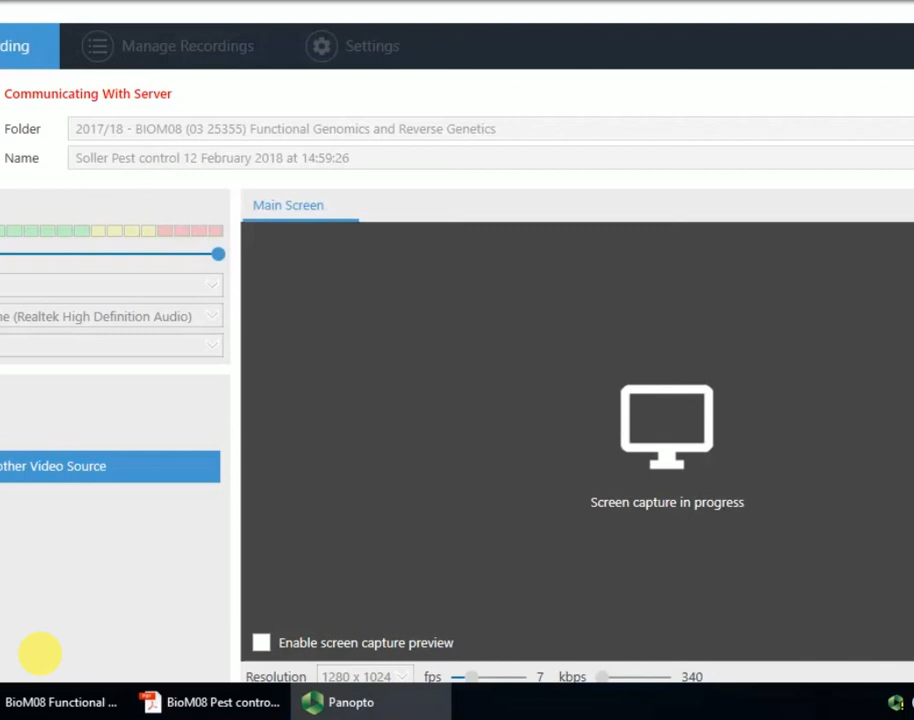 ding
Manage Recordings
Settings
Communicating With Server
Folder
2017/18 - BIOM08 (03 25355) Functional Genomics and Reverse Genetics
Name
Soller Pest control 12 February 2018 at 14:59:26
Main Screen
ne (Realtek High Definition Audio)
other Video Source
Screen capture in progress
Enable screen capture preview
Resolution 1280 x 1024 fps 7 kbps 340
BioM08 Functional ...
BioM08 Pest contro...
Panopto